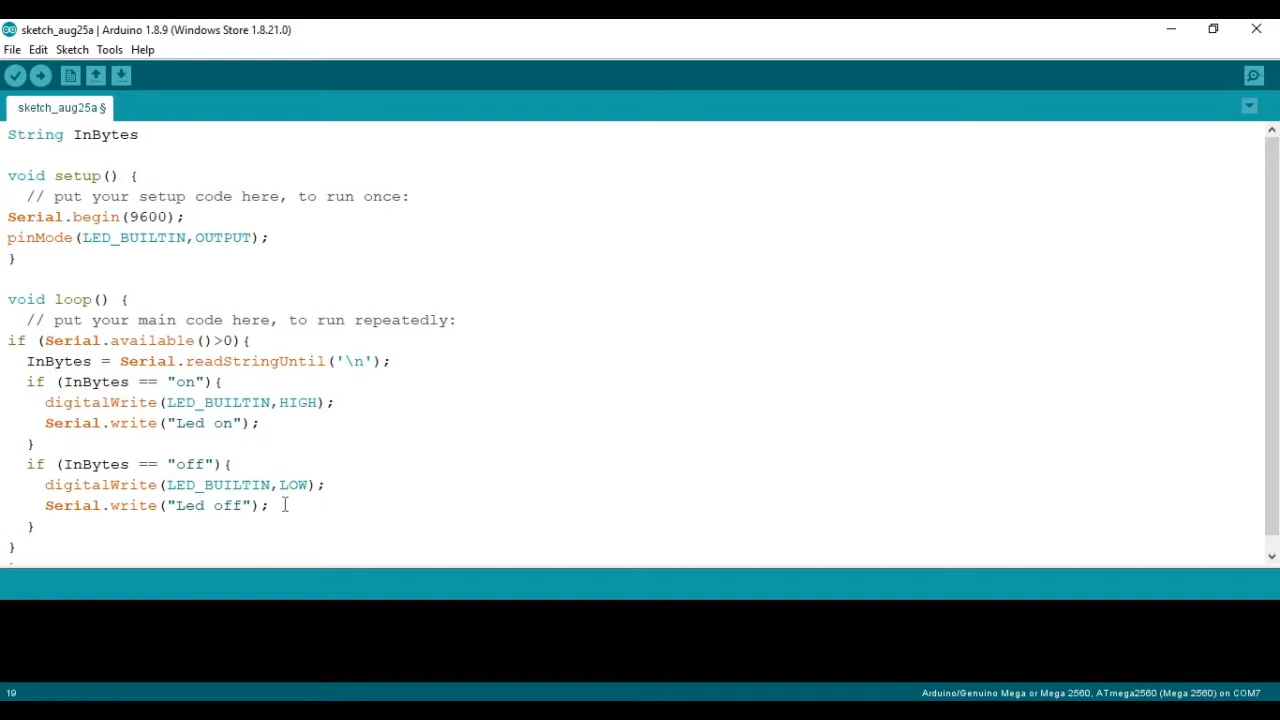 sketch_aug25a | Arduino 1.8.9 (Windows Store 1.8.21.0)
File Edit Sketch Tools Help
sketch_aug25a §
String InBytes
void setup() {
  // put your setup code here, to run once:
Serial.begin(9600);
pinMode(LED_BUILTIN,OUTPUT);
}
void loop() {
  // put your main code here, to run repeatedly:
if (Serial.available()>0){
  InBytes = Serial.readStringUntil('\n');
  if (InBytes == "on"){
    digitalWrite(LED_BUILTIN,HIGH);
    Serial.write("Led on");
  }
  if (InBytes == "off"){
    digitalWrite(LED_BUILTIN,LOW);
    Serial.write("Led off");
  }
}
19
Arduino/Genuino Mega or Mega 2560, ATmega2560 (Mega 2560) on COM7